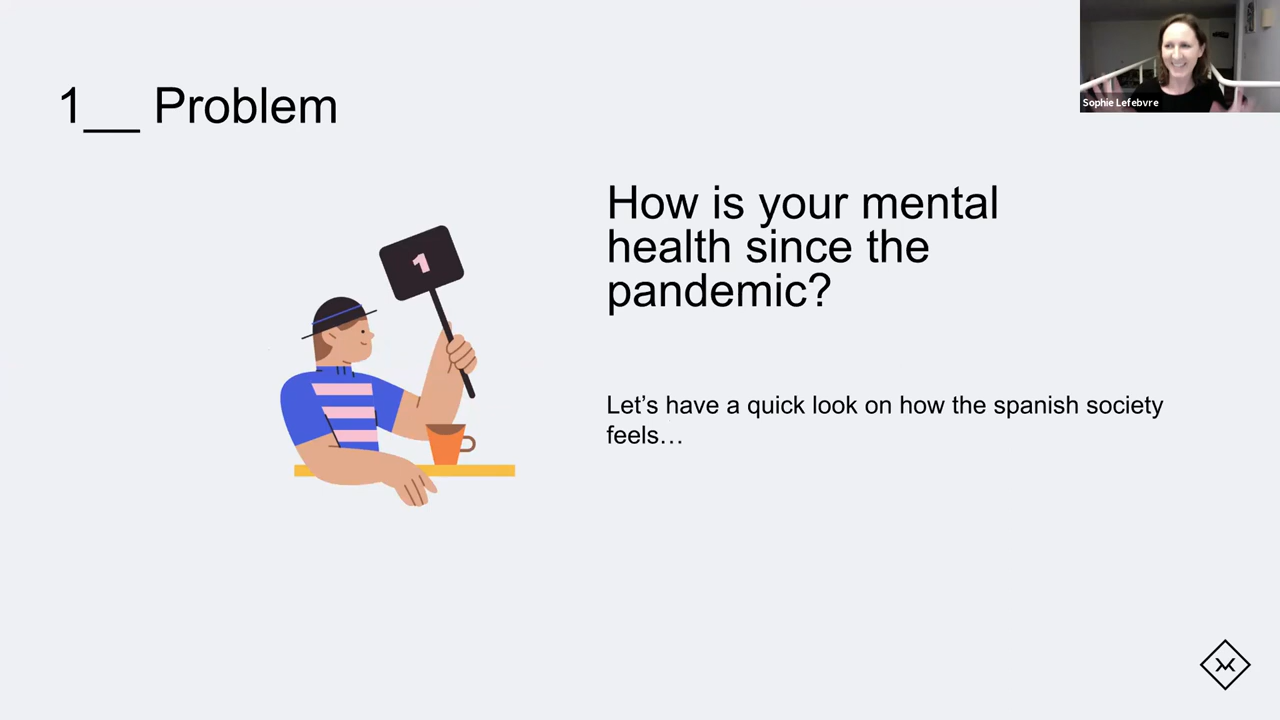 Sophie Lefebvre
1__ Problem
How is your mental
health since the
pandemic?
1
Let’s have a quick look on how the spanish society
feels…